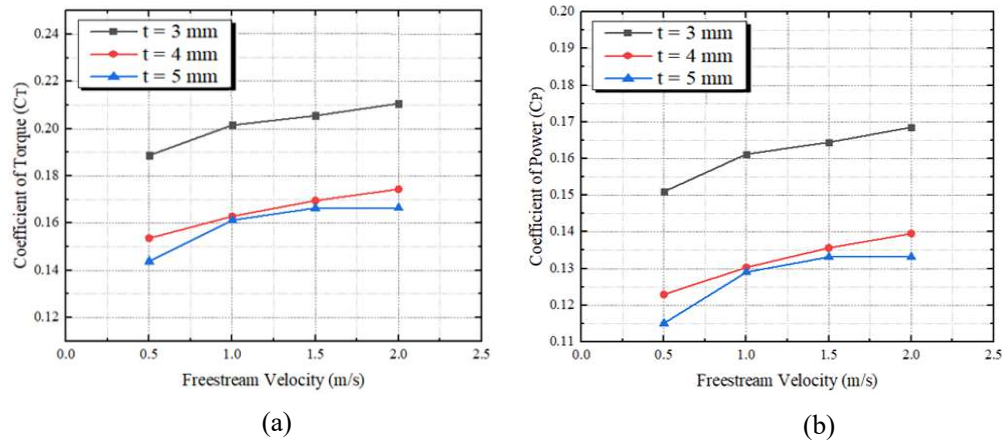 t = 3 mm
t = 4 mm
t = 5 mm
0.24
0.22
0.20
0.18
0.16
0.14
0.12
Coefficient of Torque (CT)
0.0 0.5 1.0 1.5 2.0 2.5
Freestream Velocity (m/s)
(a)
t = 3 mm
t = 4 mm
t = 5 mm
0.20
0.19
0.18
0.17
0.16
0.15
0.14
0.13
0.12
0.11
Coefficient of Power (CP)
0.0 0.5 1.0 1.5 2.0 2.5
Freestream Velocity (m/s)
(b)